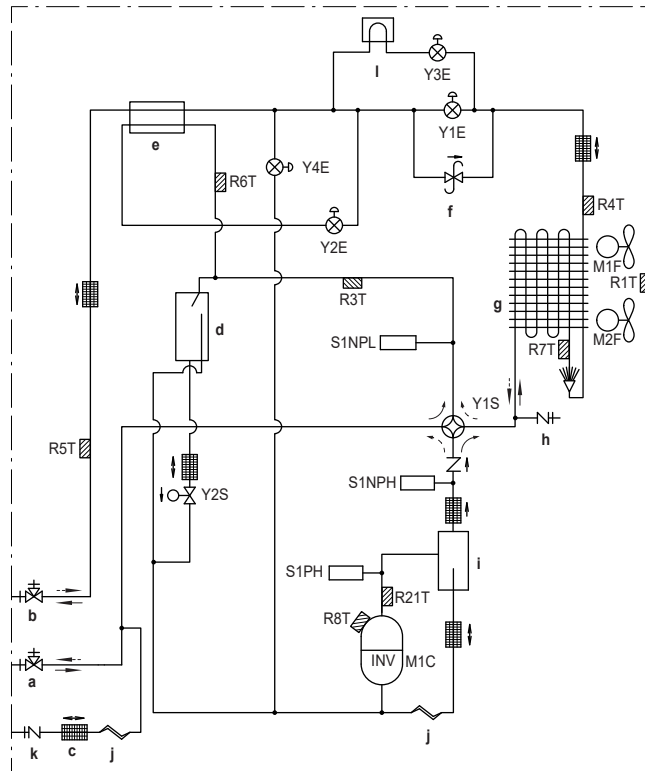 l
Y3E
Y1E
e
R6T
Y4E
f
R4T
Y2E
M1F
R1T
g
R3T
d
M2F
S1NPL
R7T
Y1S
h
R5T
Y2S
S1NPH
S1PH
i
R21T
b
R8T
INV
M1C
a
k
c
j
j